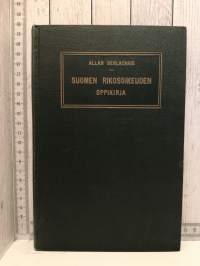 ALLAN SERLACHIUS
SUOMEN RIKOSOIKEUDEN
OPPIKIRJA